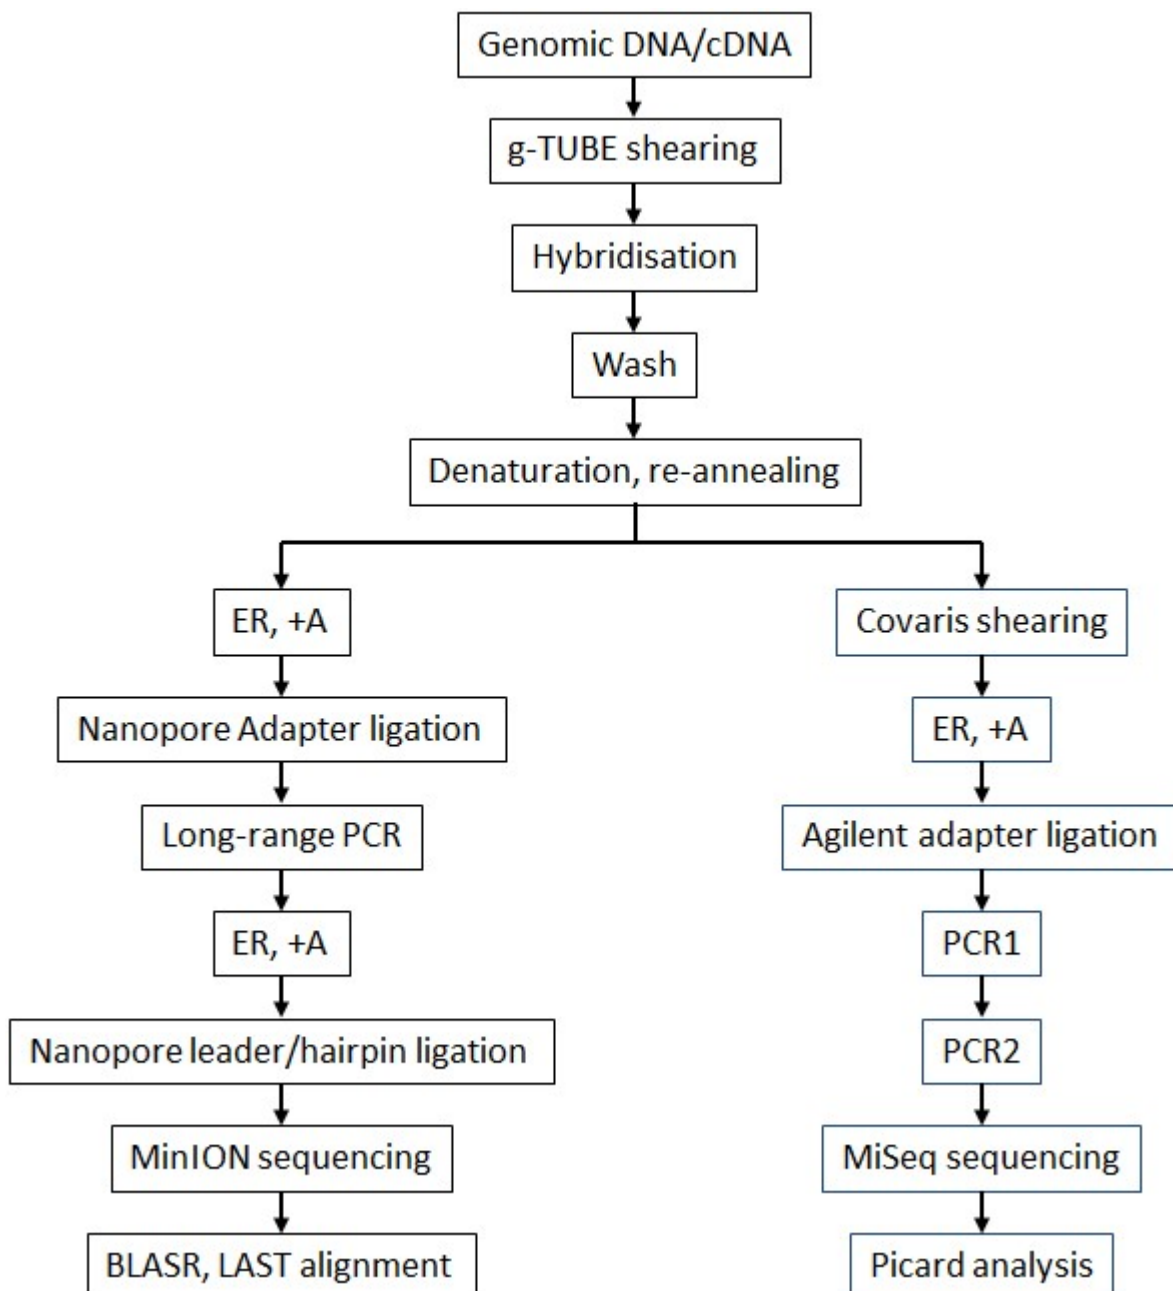 Genomic DNA/cDNA
g-TUBE shearing
Hybridisation
Wash
Denaturation, re-annealing
ER, +A
Nanopore Adapter ligation
Long-range PCR
ER, +A
Nanopore leader/hairpin ligation
MinION sequencing
BLASR, LAST alignment
Covaris shearing
ER, +A
Agilent adapter ligation
PCR1
PCR2
MiSeq sequencing
Picard analysis